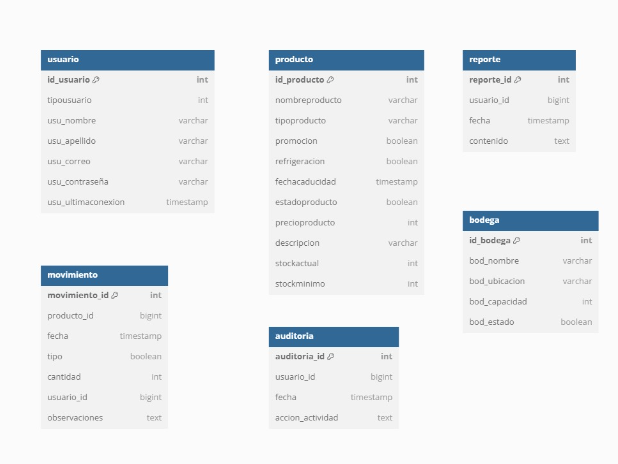 usuario
id_usuario int
tipousuario int
usu_nombre varchar
usu_apellido varchar
usu_correo varchar
usu_contraseña varchar
usu_ultimaconexion timestamp
producto
id_producto int
nombreproducto varchar
tipoproducto varchar
promocion boolean
refrigeracion boolean
fechacaducidad timestamp
estadoproducto boolean
precioproducto int
descripcion varchar
stockactual int
stockminimo int
reporte
reporte_id int
usuario_id bigint
fecha timestamp
contenido text
bodega
id_bodega int
bod_nombre varchar
bod_ubicacion varchar
bod_capacidad int
bod_estado boolean
movimiento
movimiento_id int
producto_id bigint
fecha timestamp
tipo boolean
cantidad int
usuario_id bigint
observaciones text
auditoria
auditoria_id int
usuario_id bigint
fecha timestamp
accion_actividad text